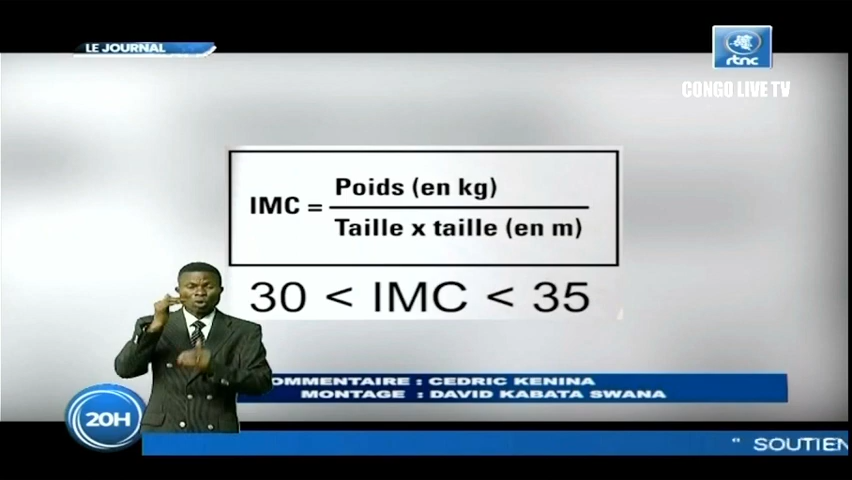 LE JOURNAL
rtnc
CONGO LIVE TV
IMC = Poids (en kg)
Taille x taille (en m)
30 < IMC < 35
OMMENTAIRE : CEDRIC KENINA
MONTAGE : DAVID KABATA SWANA
20H
" SOUTIEN